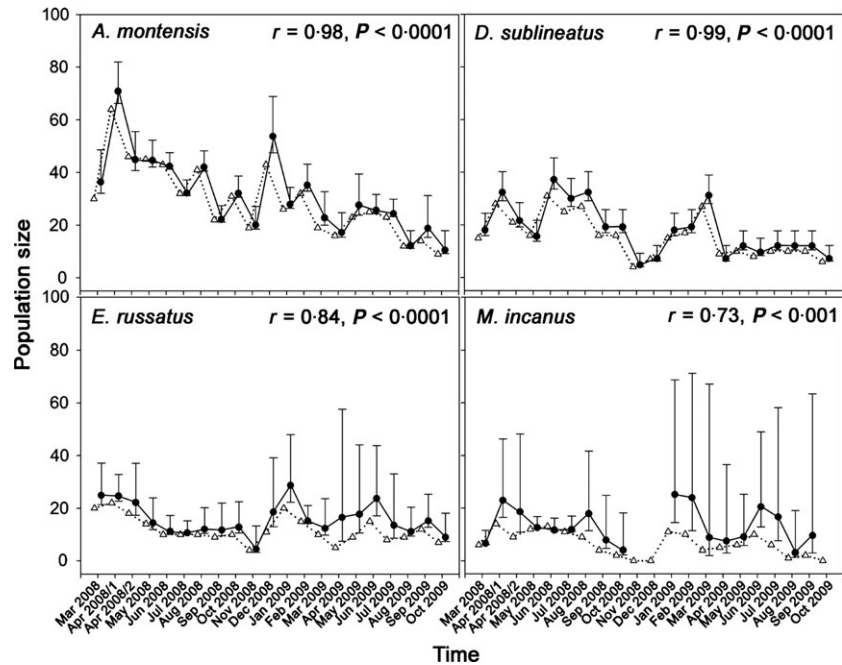 100
80
60
40
20
0
A. montensis
r = 0·98, P < 0·0001
D. sublineatus
r = 0·99, P < 0·0001
Population size
100
80
60
40
20
0
E. russatus
r = 0·84, P < 0·0001
M. incanus
r = 0·73, P < 0·001
Mar 2008
Apr 2008/1
Apr 2008/2
May 2008
Jun 2008
Jul 2008
Aug 2008
Sep 2008
Oct 2008
Nov 2008
Dec 2008
Jan 2009
Feb 2009
Mar 2009
Apr 2009
May 2009
Jun 2009
Jul 2009
Aug 2009
Sep 2009
Oct 2009
Mar 2008
Apr 2008/1
Apr 2008/2
May 2008
Jun 2008
Jul 2008
Aug 2008
Sep 2008
Oct 2008
Nov 2008
Dec 2008
Jan 2009
Feb 2009
Mar 2009
Apr 2009
May 2009
Jun 2009
Jul 2009
Aug 2009
Sep 2009
Oct 2009
Time